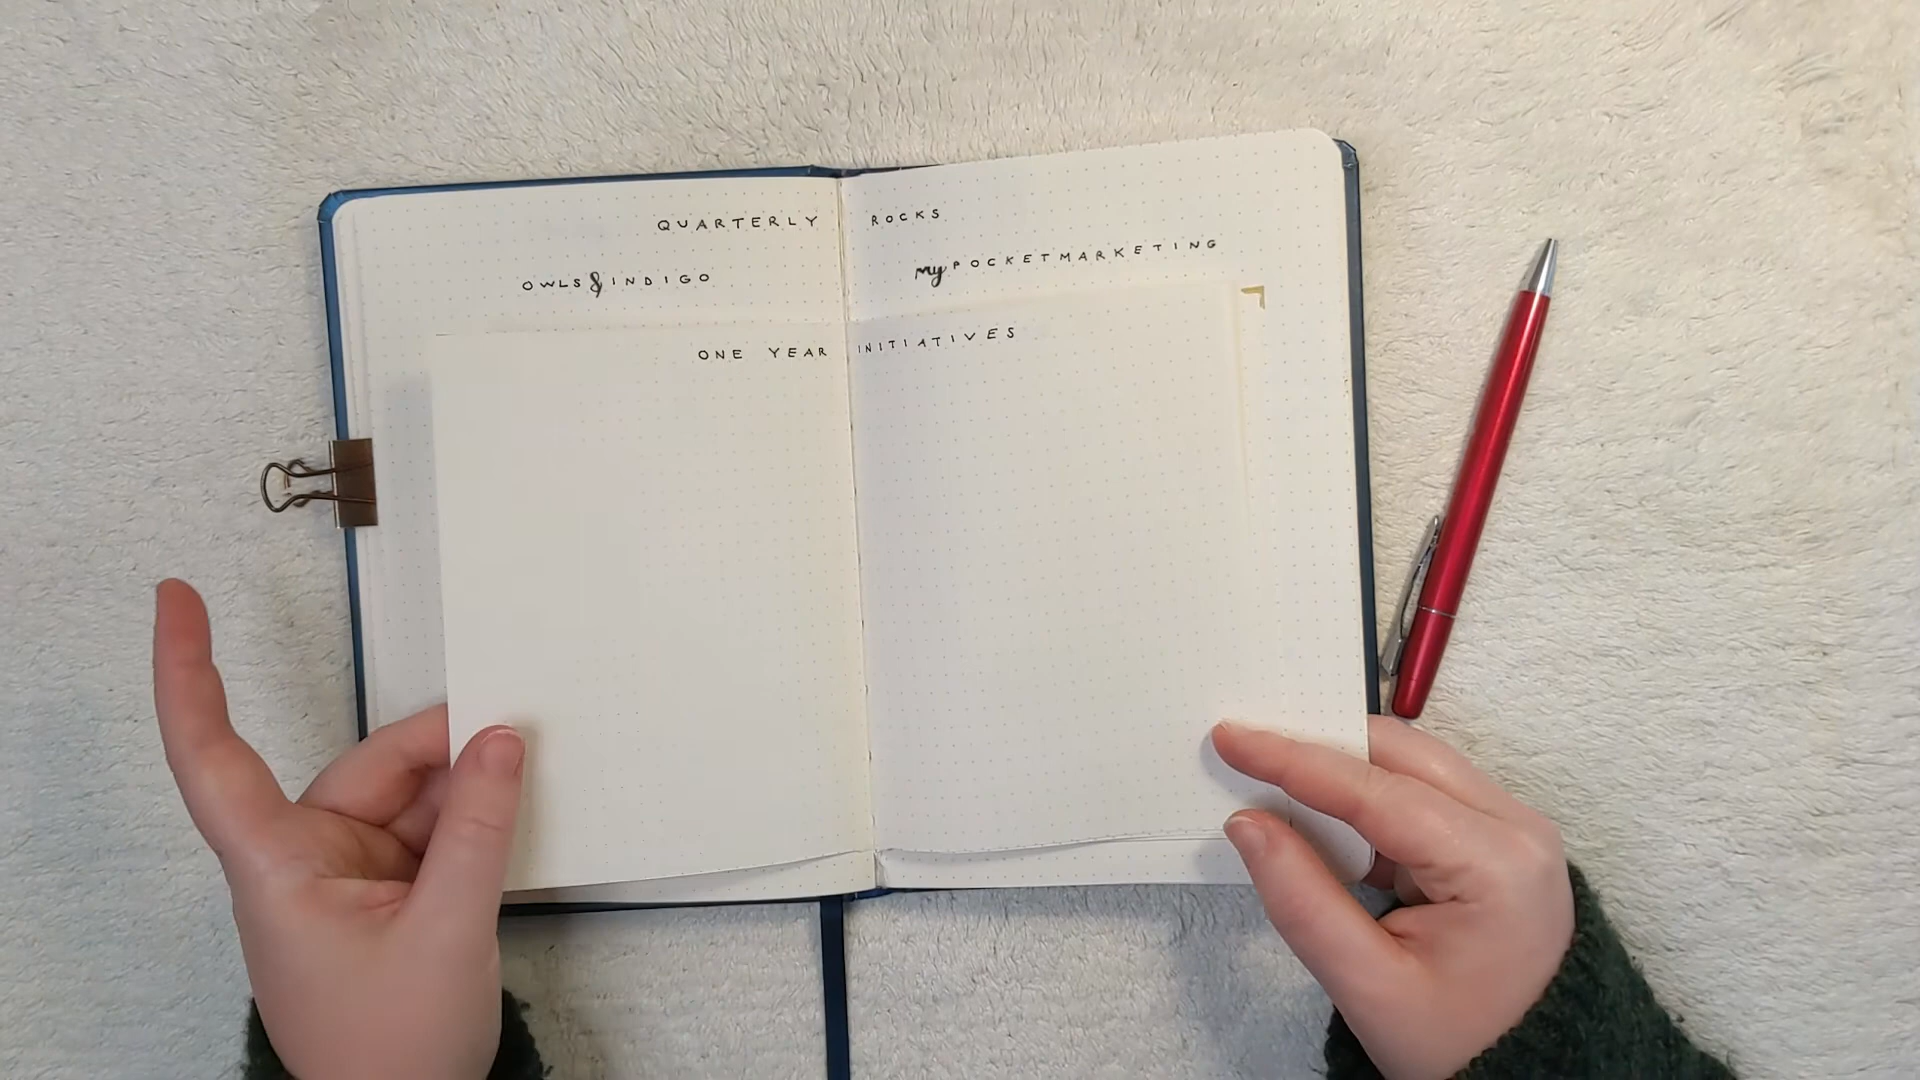 QUARTERLY ROCKS
OWLS & INDIGO
my POCKETMARKETING
ONE YEAR INITIATIVES